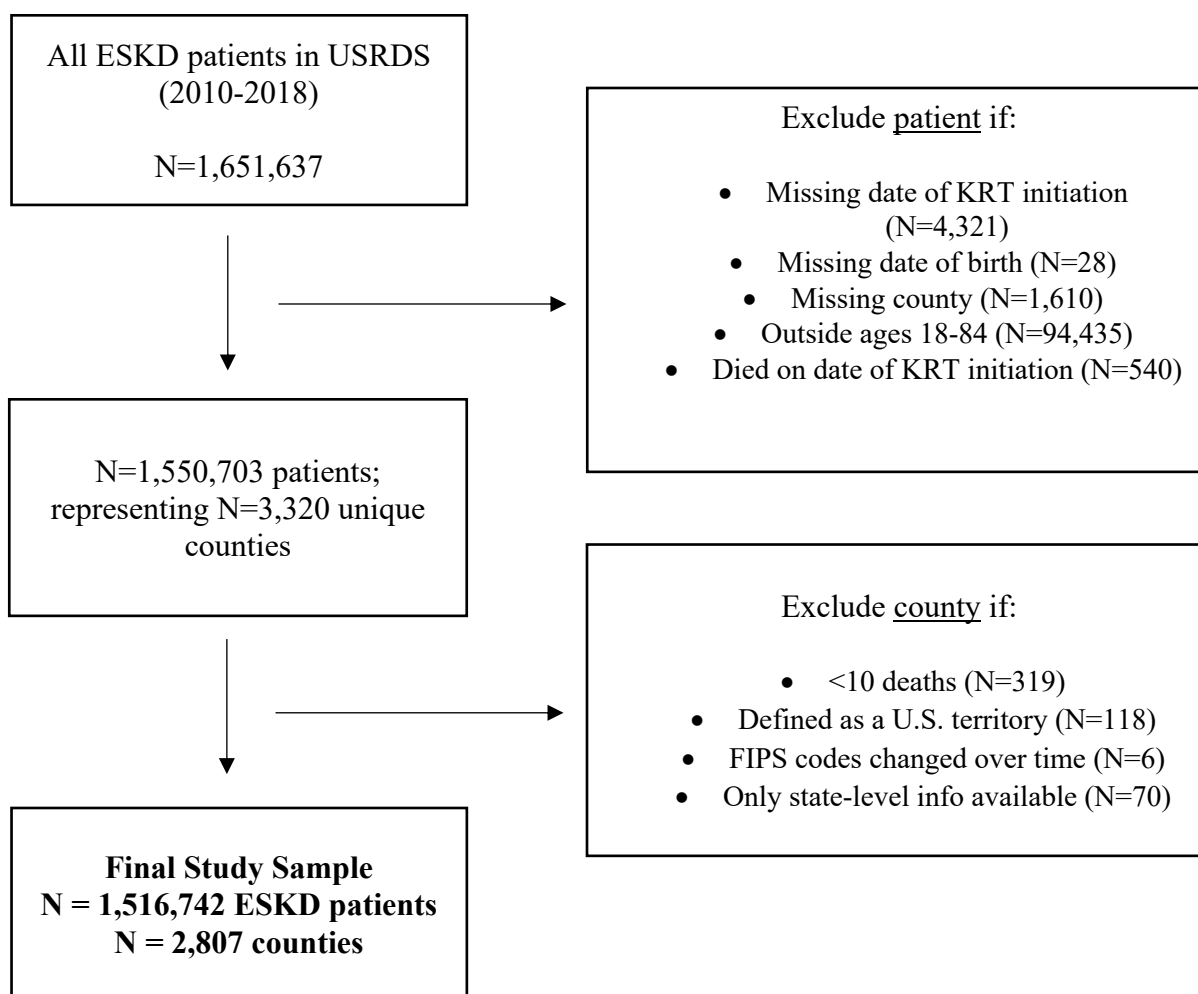 All ESKD patients in USRDS
(2010-2018)
N=1,651,637
Exclude patient if:
• Missing date of KRT initiation
(N=4,321)
• Missing date of birth (N=28)
• Missing county (N=1,610)
• Outside ages 18-84 (N=94,435)
• Died on date of KRT initiation (N=540)
N=1,550,703 patients;
representing N=3,320 unique
counties
Exclude county if:
• <10 deaths (N=319)
• Defined as a U.S. territory (N=118)
• FIPS codes changed over time (N=6)
• Only state-level info available (N=70)
Final Study Sample
N = 1,516,742 ESKD patients
N = 2,807 counties